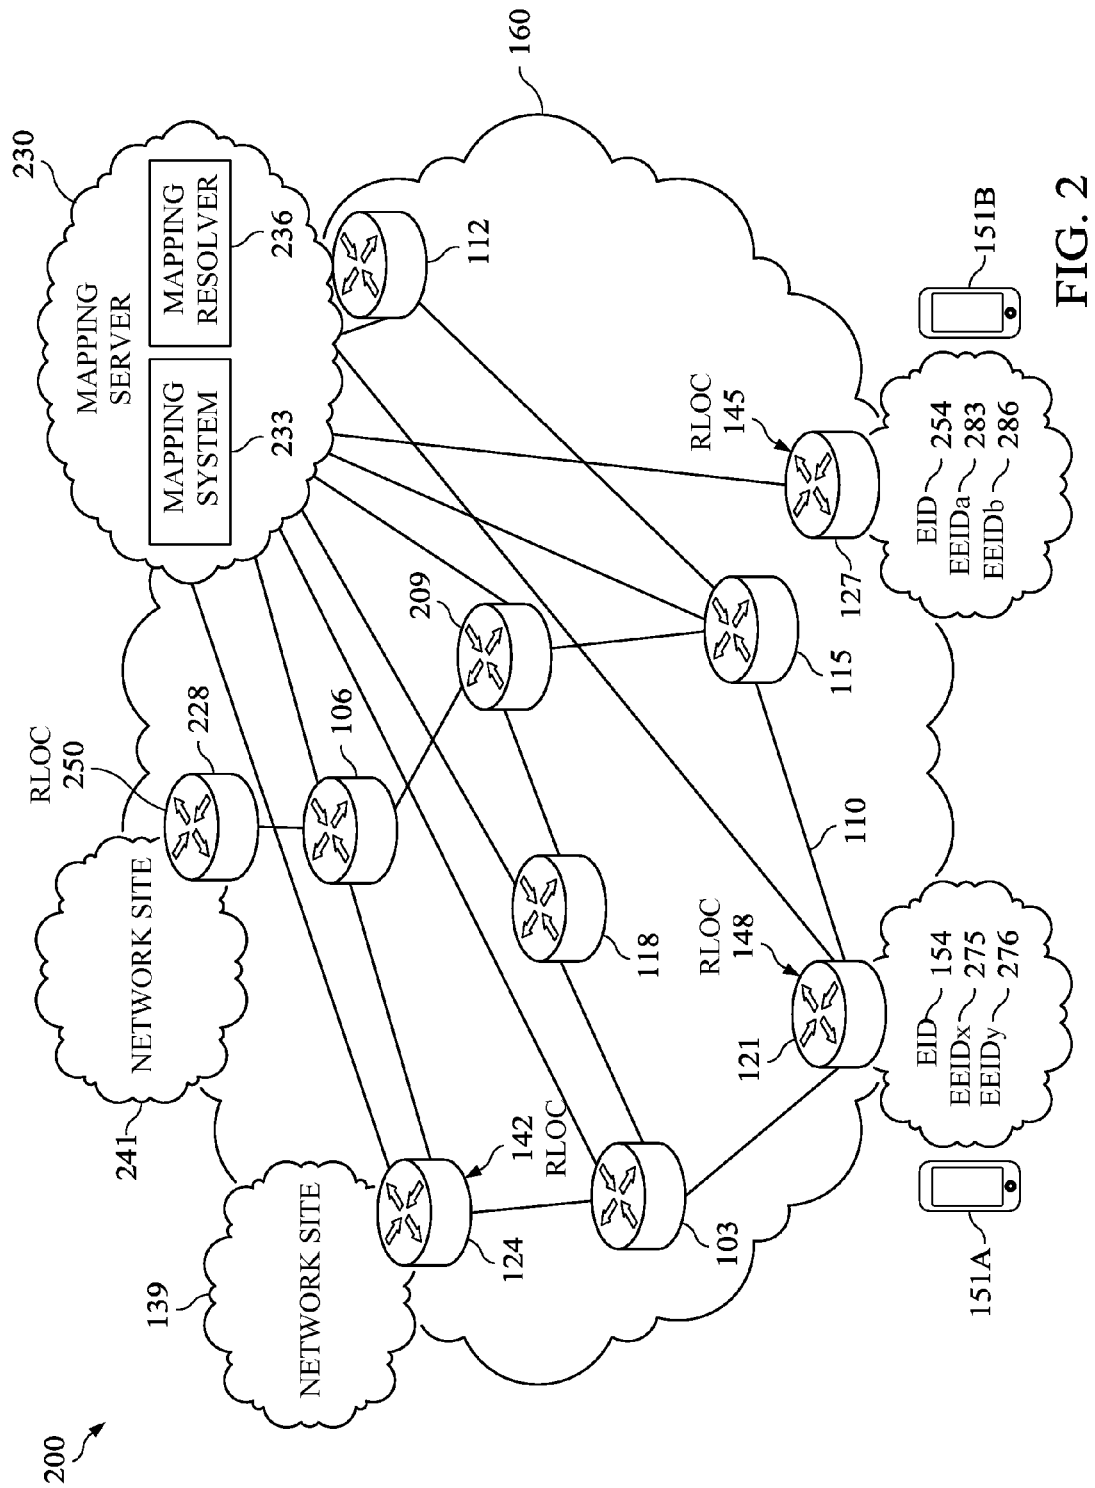 200
139
NETWORK SITE
241
NETWORK SITE
RLOC
250
228
MAPPING
SERVER
230
MAPPING
SYSTEM
233
MAPPING
RESOLVER
236
160
124
142
RLOC
106
209
112
118
103
115
110
121
RLOC
148
127
RLOC
145
151A
EID 154
EEIDx 275
EEIDy 276
EID 254
EEIDa 283
EEIDb 286
151B
FIG. 2